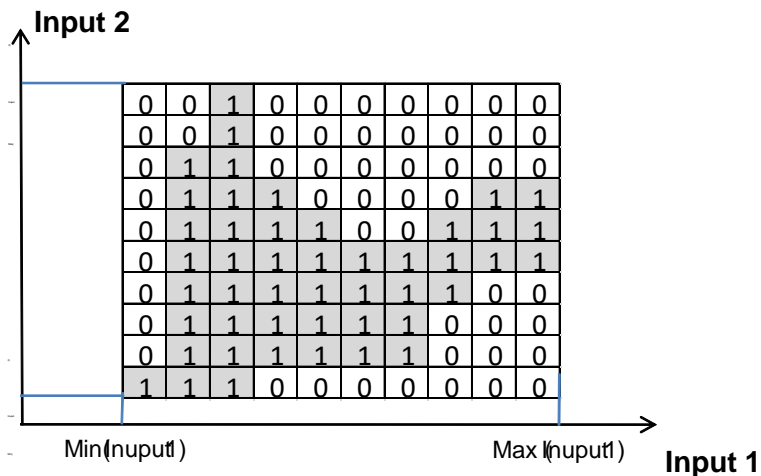 Input 2
0 0 1 0 0 0 0 0 0 0
0 0 1 0 0 0 0 0 0 0
0 1 1 0 0 0 0 0 0 0
0 1 1 1 0 0 0 0 1 1
0 1 1 1 1 0 0 1 1 1
0 1 1 1 1 1 1 1 1 1
0 1 1 1 1 1 1 1 0 0
0 1 1 1 1 1 1 0 0 0
0 1 1 1 1 1 1 0 0 0
1 1 1 0 0 0 0 0 0 0
Min(Inuput1) Max(Inuput1)
Input 1